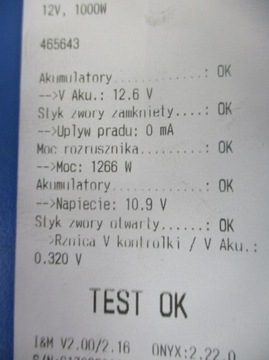 12V, 1000W
465643
Akumulatory...........: OK
-->V Aku.: 12.6 V
Styk zwory zamkniety....: OK
-->Uplyw pradu: 0 mA
Moc rozrusznika.........: OK
-->Moc: 1266 W
Akumulatory...........: OK
-->Napiecie: 10.9 V
Styk zwory otwarty......: OK
->Rznica V kontrolki / V Aku.:
0.320 V
TEST OK
I&M V2.00/2.16 ONYX:2.22.0